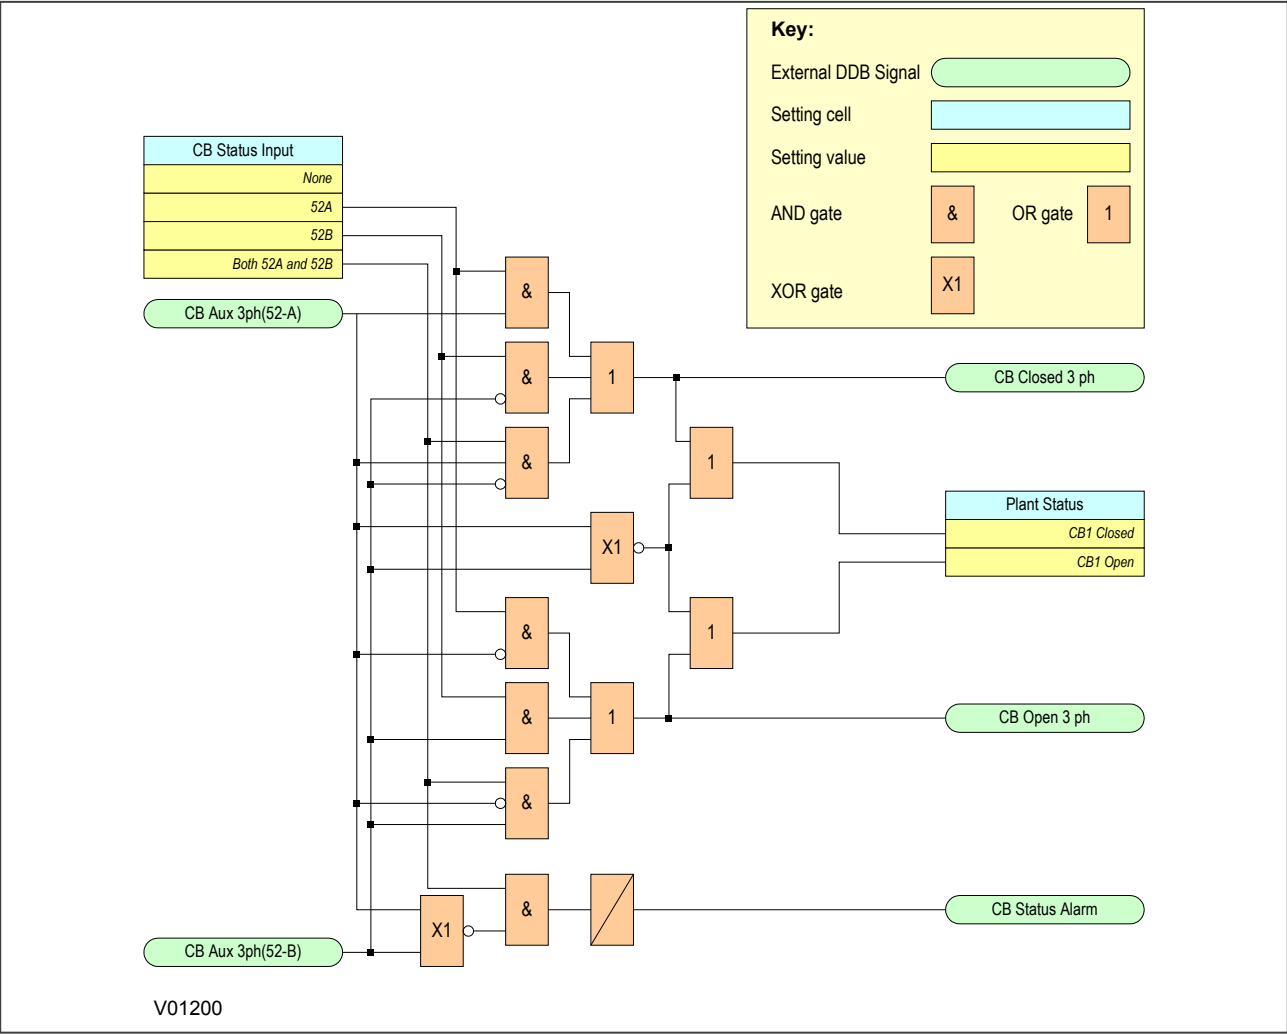 Key:
External DDB Signal
Setting cell
Setting value
AND gate
&
OR gate
1
XOR gate
X1
CB Status Input
None
52A
52B
Both 52A and 52B
CB Aux 3ph(52-A)
&
&
1
CB Closed 3 ph
&
1
X1
Plant Status
CB1 Closed
CB1 Open
&
1
&
1
CB Open 3 ph
&
&
CB Status Alarm
X1
CB Aux 3ph(52-B)
V01200